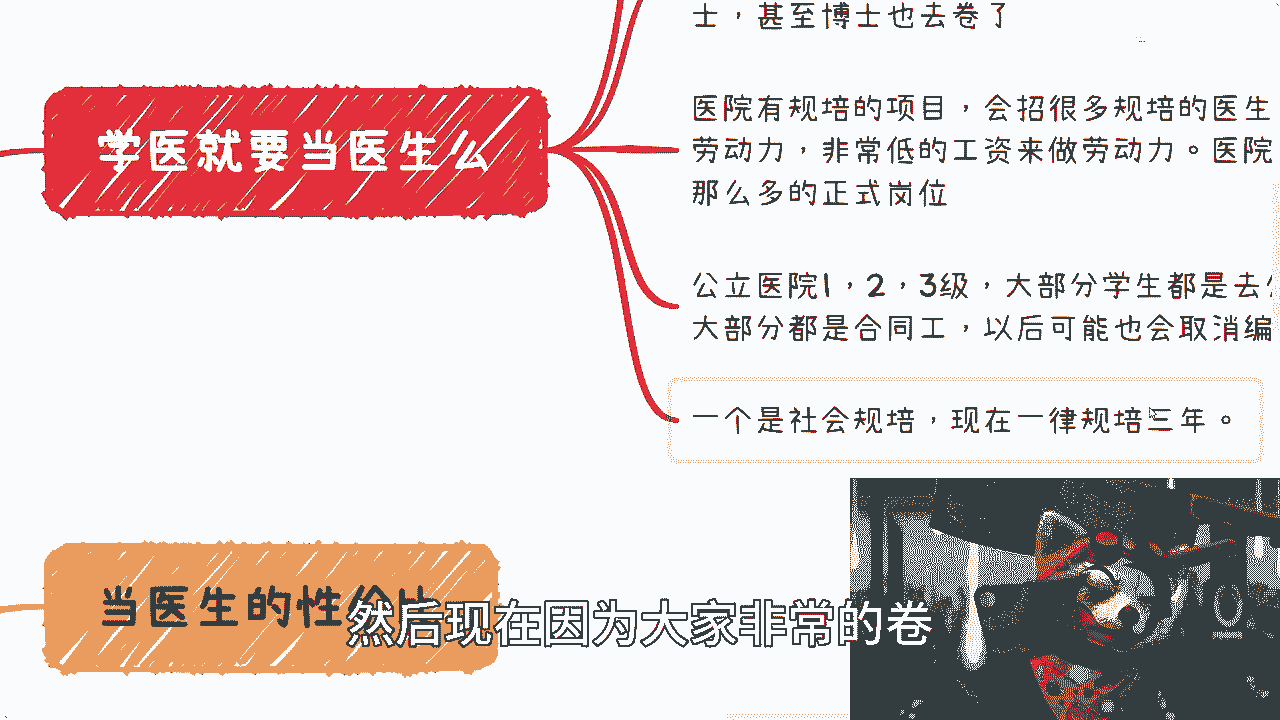 士，甚至博士也去卷了
医院有规培的项目，会招很多规培的医生
劳动力，非常低的工资来做劳动力。医院
那么多的正式岗位
学医就要当医生么
公立医院1，2，3级，大部分学生都是去公
大部分都是合同工，以后可能也会取消编
一个是社会规培，现在一律规培三年。
当医生的性价比
然后现在因为大家非常的卷